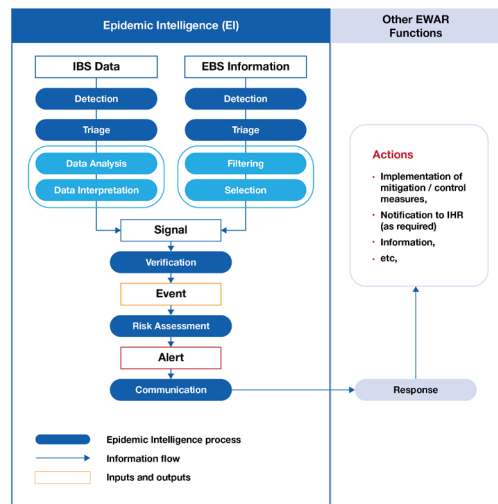 Epidemic Intelligence (EI)
Other EWAR
Functions
IBS Data
EBS Information
Detection
Detection
Triage
Triage
Data Analysis
Filtering
Data Interpretation
Selection
Signal
Verification
Event
Risk Assessment
Alert
Communication
Actions
· Implementation of
mitigation / control
measures,
· Notification to IHR
(as required)
· Information,
· etc,
Response
Epidemic Intelligence process
Information flow
Inputs and outputs